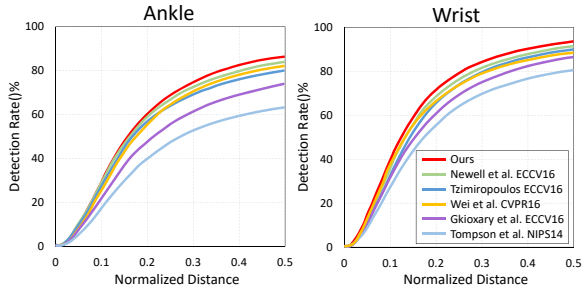 Ankle
Detection Rate()%
100
80
60
40
20
0
0
0.1
0.2
0.3
0.4
0.5
Normalized Distance
Wrist
Detection Rate()%
100
80
60
40
20
0
0
0.1
0.2
0.3
0.4
0.5
Normalized Distance
Ours
Newell et al. ECCV16
Tzimiropoulos ECCV16
Wei et al. CVPR16
Gkioxary et al. ECCV16
Tompson et al. NIPS14